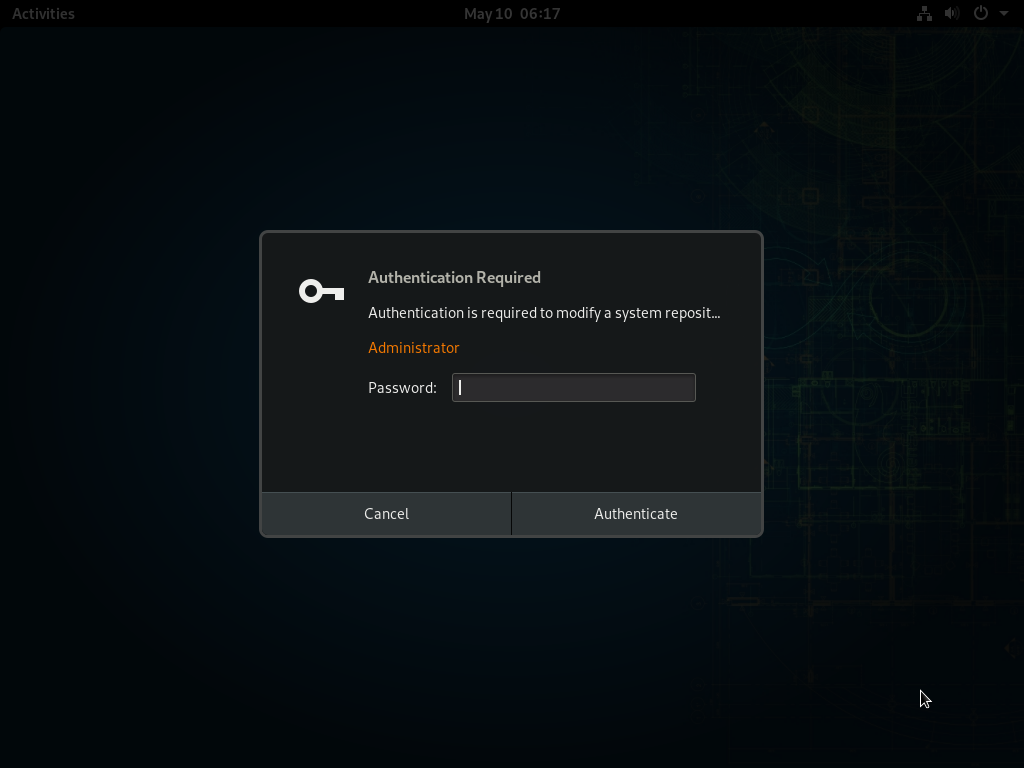 Activities
May 10 06:17
Authentication Required
Authentication is required to modify a system reposit...
Administrator
Password:
Cancel
Authenticate